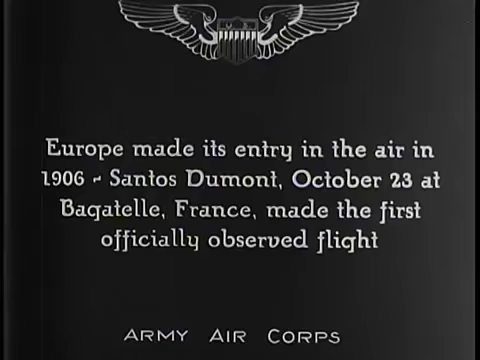 U S
Europe made its entry in the air in
1906 - Santos Dumont, October 23 at
Bagatelle, France, made the first
officially observed flight
ARMY AIR CORPS